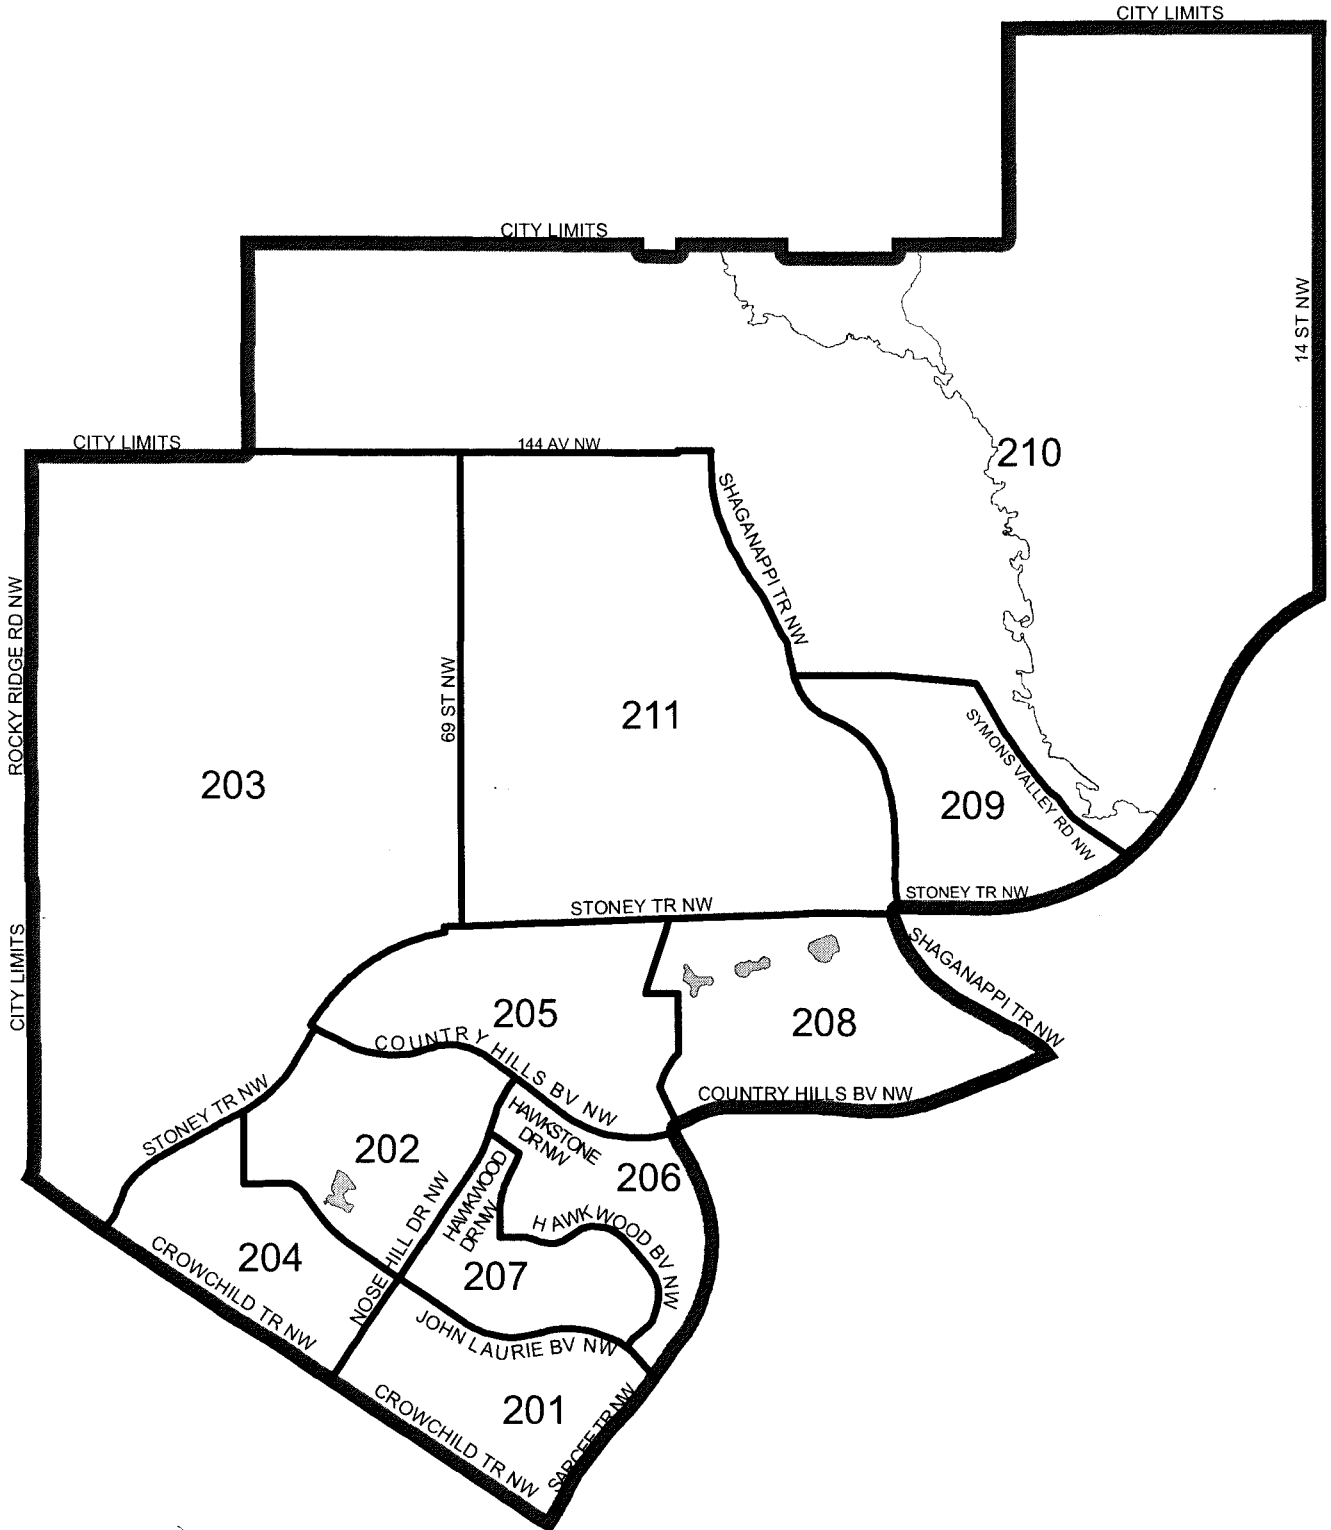 CITY LIMITS
CITY LIMITS
14 ST NW
CITY LIMITS
144 AV NW
210
SHAGANAPPI TR NW
ROCKY RIDGE RD NW
69 ST NW
211
203
SYMONS VALLEY RD NW
209
STONEY TR NW
STONEY TR NW
CITY LIMITS
SHAGANAPPI TR NW
205
208
COUNTRY HILLS BV NW
COUNTRY HILLS BV NW
STONEY TR NW
HAWKSTONE
DR NW
202
206
HAWKWOOD
DR NW
HAWKWOOD BV NW
NOSE HILL DR NW
204
207
CROWCHILD TR NW
JOHN LAURIE BV NW
201
CROWCHILD TR NW
SARCEE TR NW